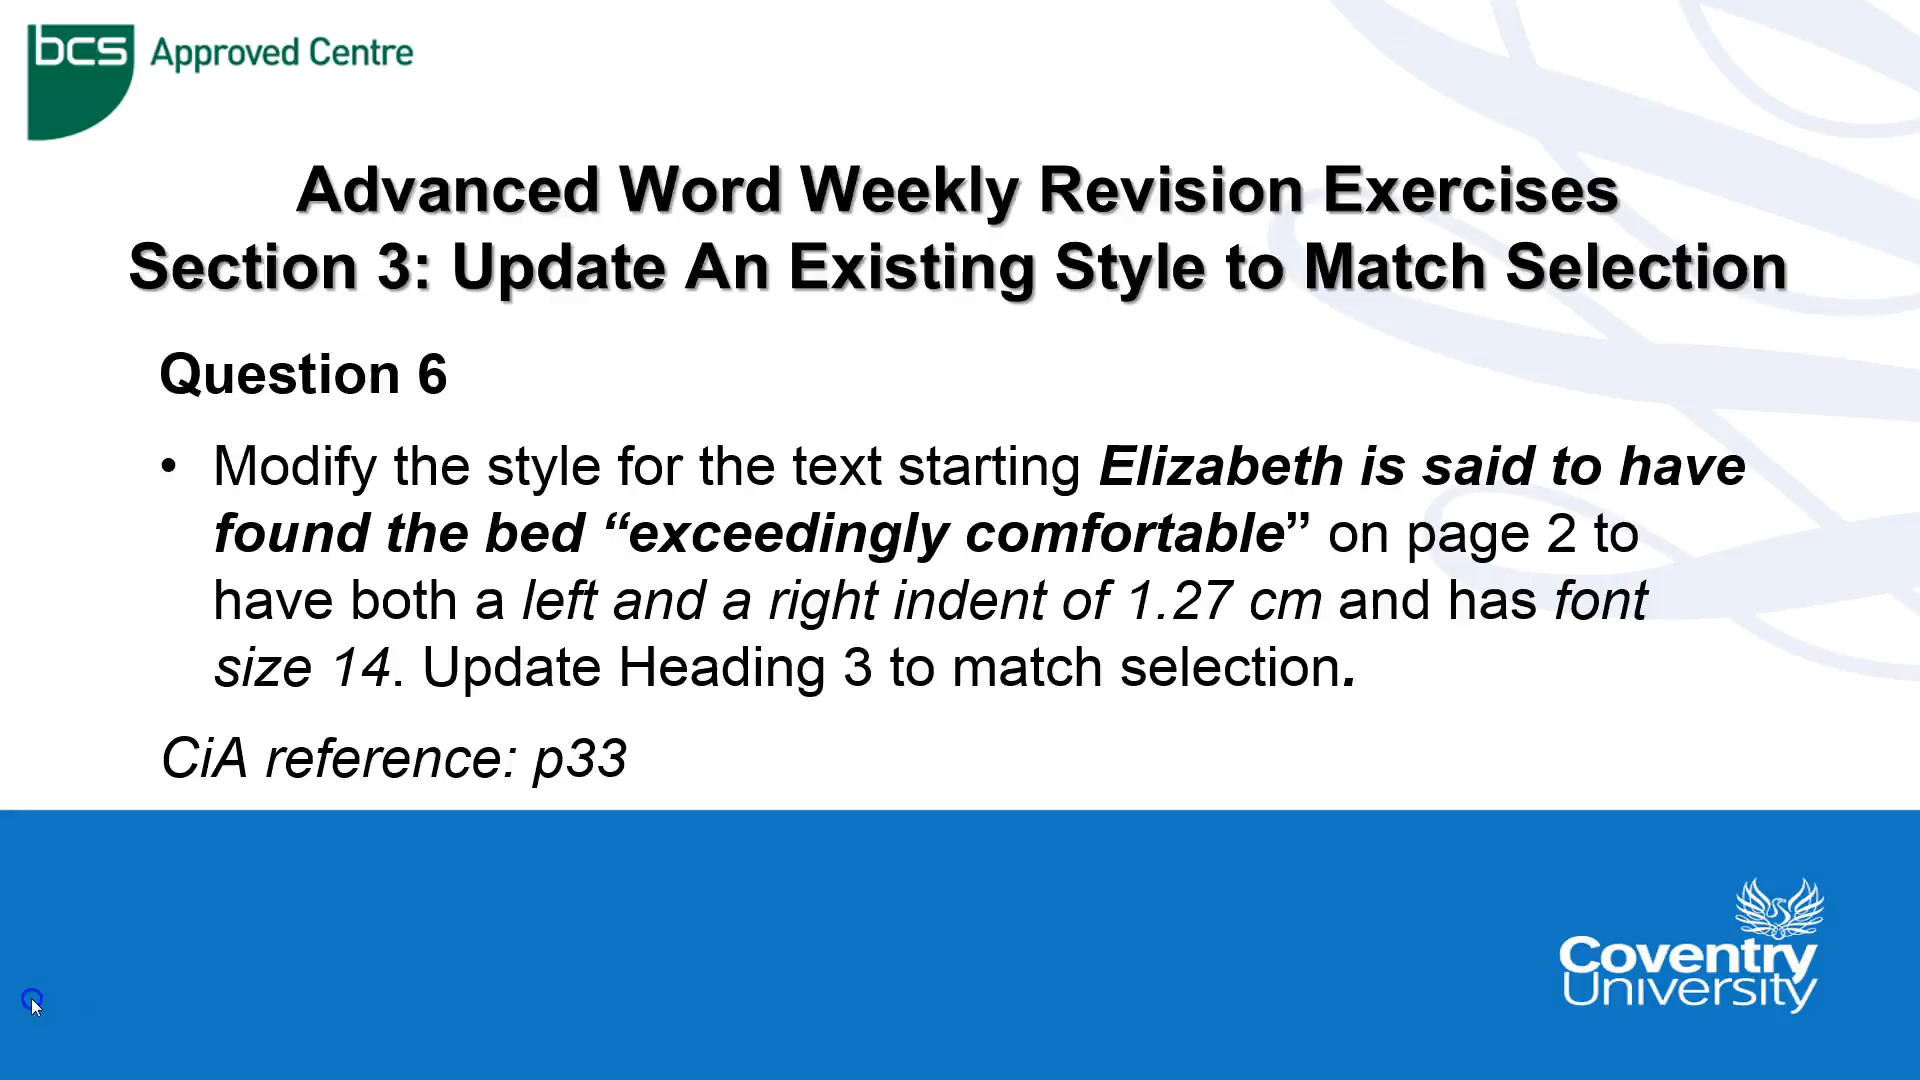 bcs Approved Centre
Advanced Word Weekly Revision Exercises
Section 3: Update An Existing Style to Match Selection
Question 6
• Modify the style for the text starting Elizabeth is said to have
found the bed “exceedingly comfortable” on page 2 to
have both a left and a right indent of 1.27 cm and has font
size 14. Update Heading 3 to match selection.
CiA reference: p33
Coventry
University